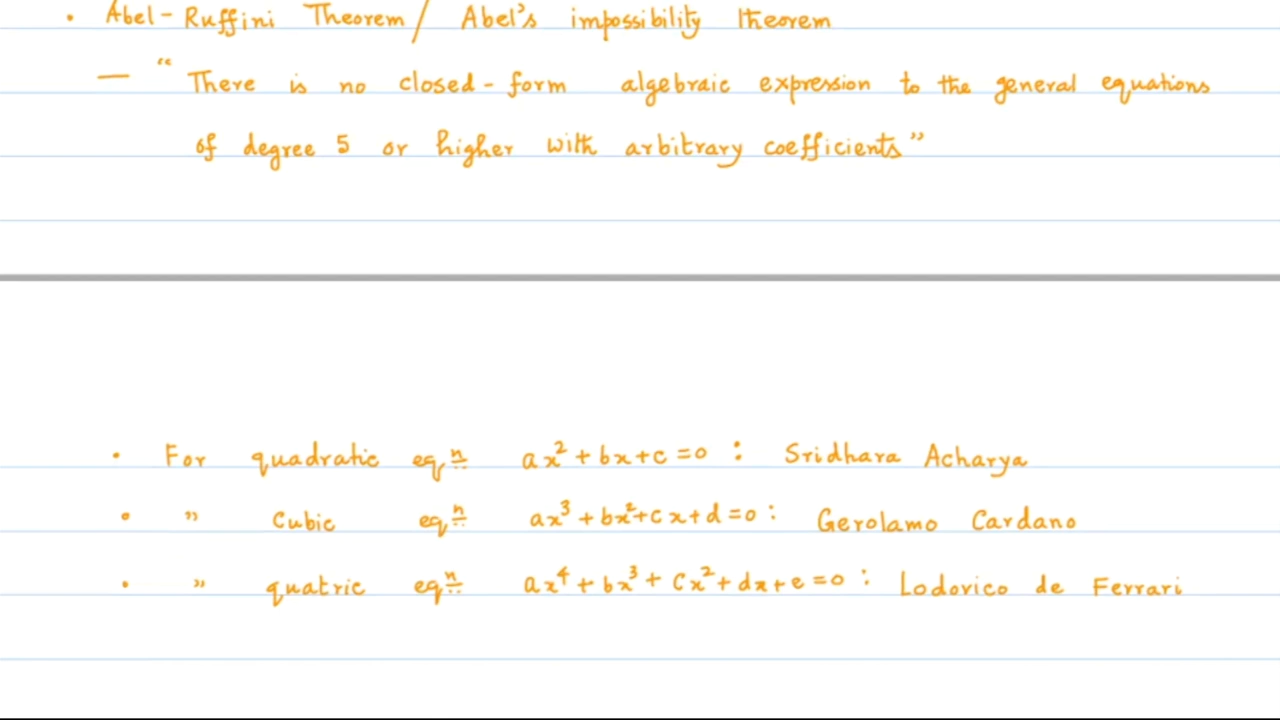 • Abel-Ruffini Theorem / Abel's impossibility theorem
— "There is no closed-form algebraic expression to the general equations
of degree 5 or higher with arbitrary coefficients"
• For quadratic eqⁿ ax² + bx + c = 0 : Sridhara Acharya
• " Cubic eqⁿ ax³ + bx² + cx + d = 0 : Gerolamo Cardano
• " quatric eqⁿ ax⁴ + bx³ + cx² + dx + e = 0 : Lodovico de Ferrari